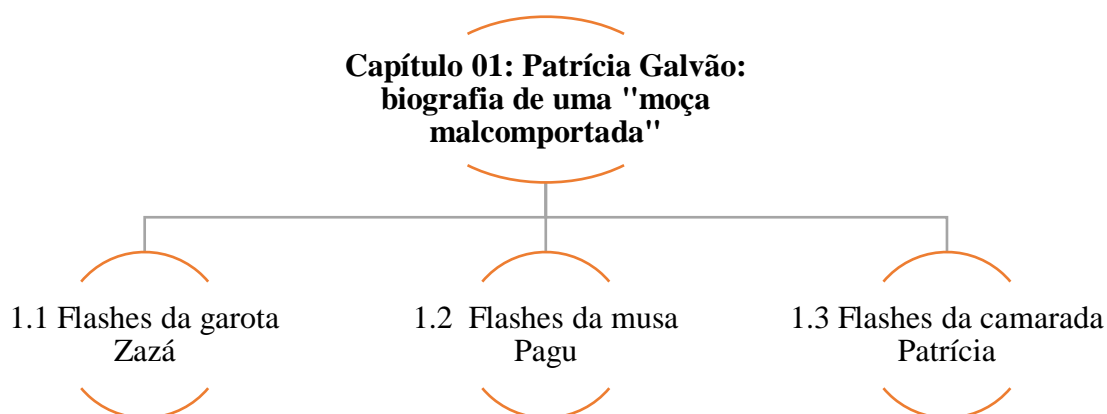 Capítulo 01: Patrícia Galvão:
biografia de uma "moça
malcomportada"
1.1 Flashes da garota
Zazá
1.2 Flashes da musa
Pagu
1.3 Flashes da camarada
Patrícia